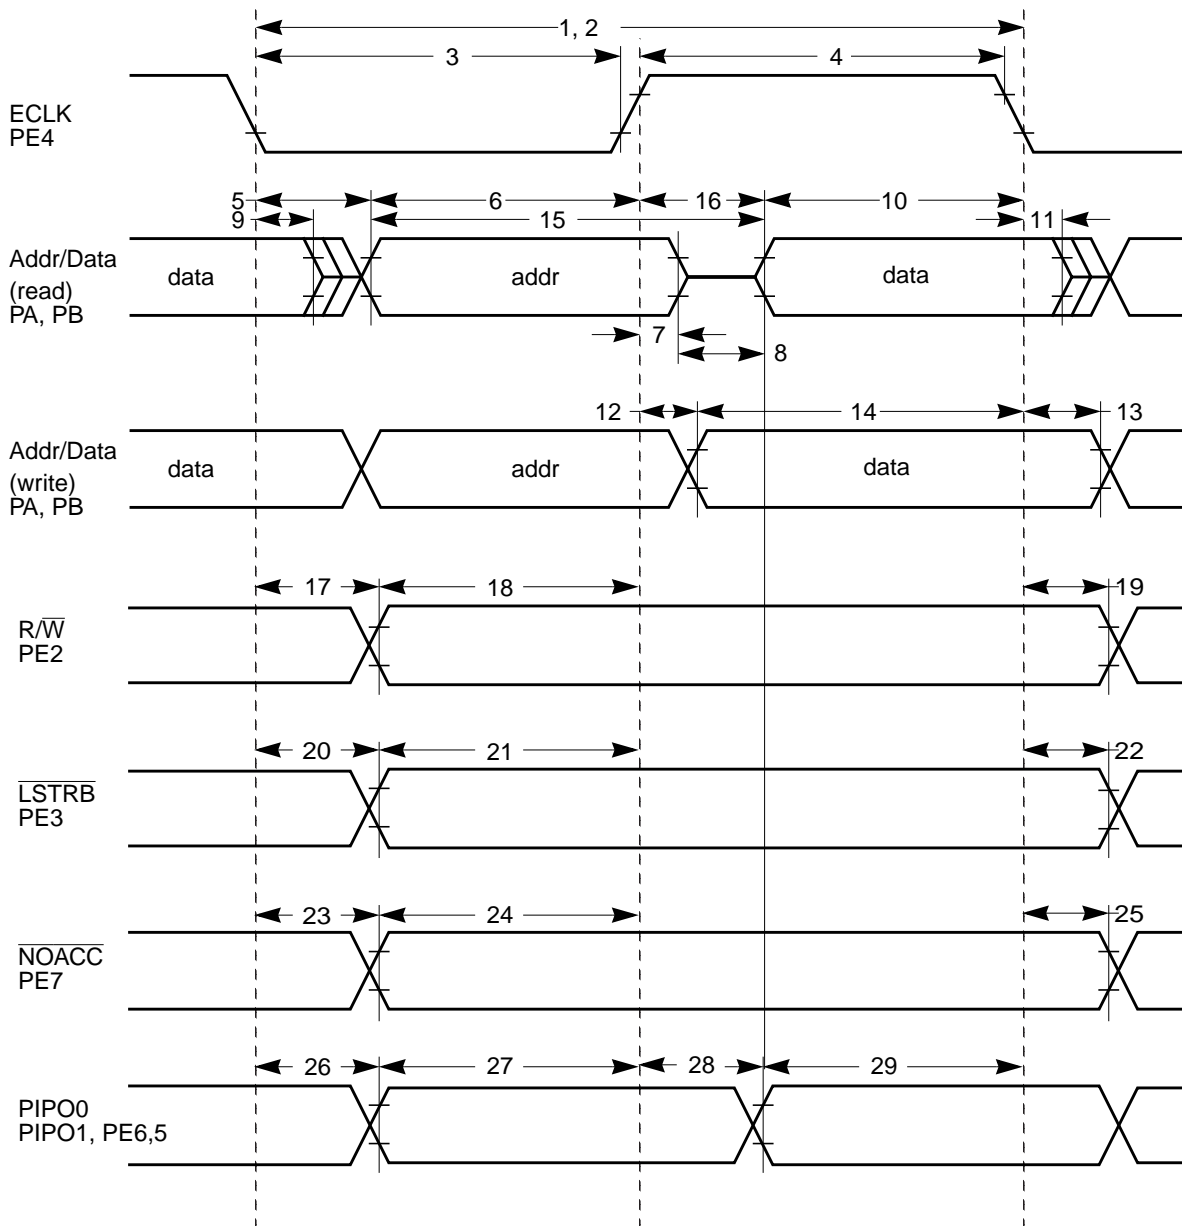 1, 2
3
4
ECLK
PE4
5
6
16
10
9
15
11
Addr/Data
(read)
PA, PB
data
addr
data
7
8
12
14
13
Addr/Data
(write)
PA, PB
data
addr
data
17
18
19
R/W̅
PE2
20
21
22
L̅S̅T̅R̅B̅
PE3
23
24
25
N̅O̅A̅C̅C̅
PE7
26
27
28
29
PIPO0
PIPO1, PE6,5